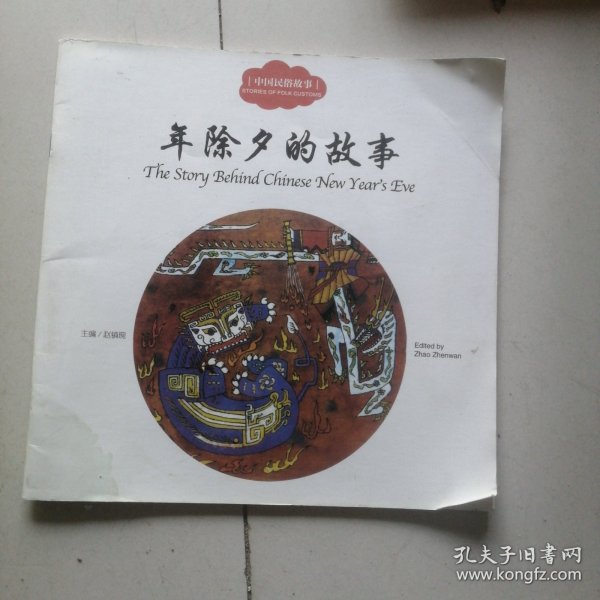 中国民俗故事
STORIES OF FOLK CUSTOMS
年除夕的故事
The Story Behind Chinese New Year's Eve
主编/赵镇琬
Edited by
Zhao Zhenwan
孔夫子旧书网
www.kongfz.com